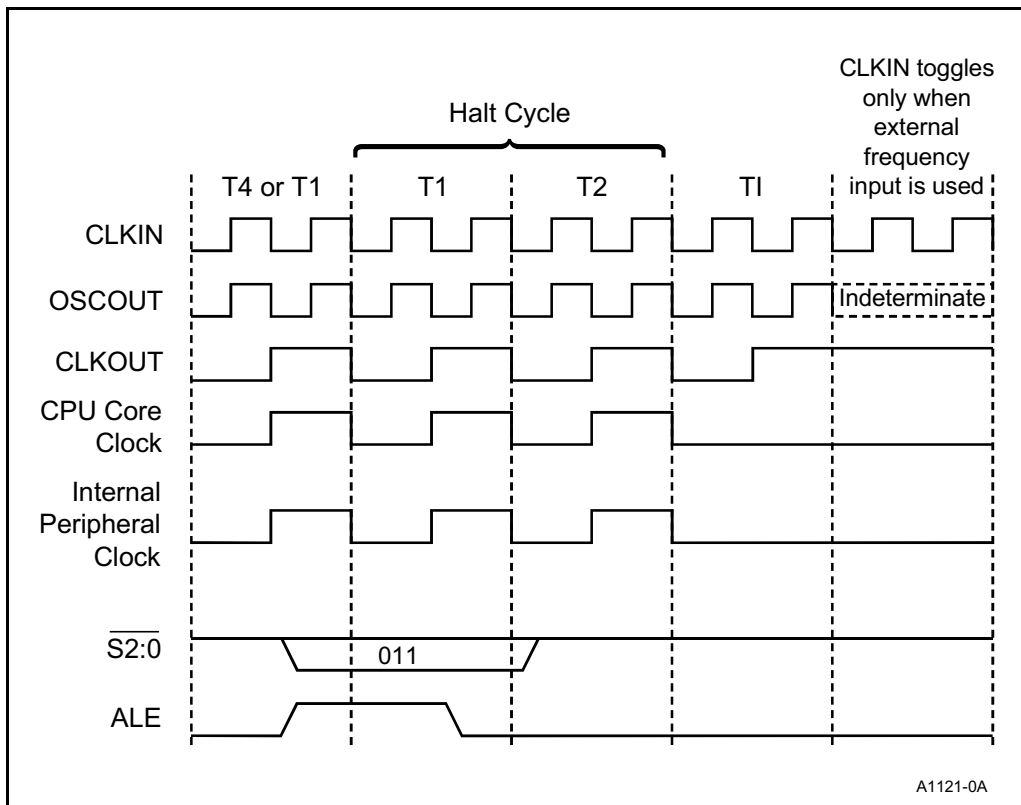 CLKIN toggles
only when
external
frequency
input is used
Halt Cycle
T4 or T1 T1 T2 TI
CLKIN
OSCOUT
Indeterminate
CLKOUT
CPU Core
Clock
Internal
Peripheral
Clock
S2:0
011
ALE
A1121-0A